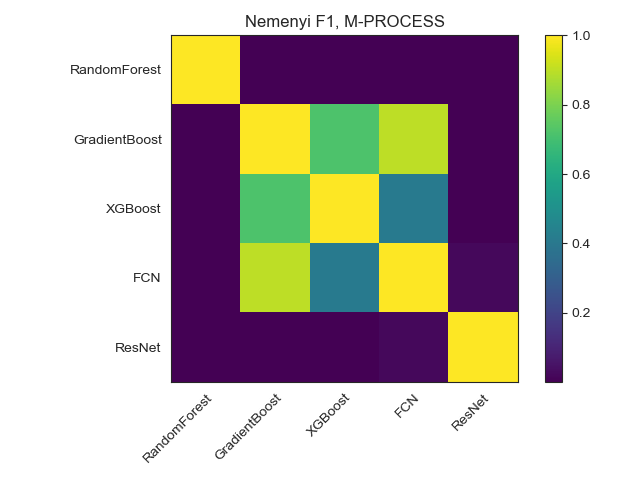 Nemenyi F1, M-PROCESS
RandomForest
GradientBoost
XGBoost
FCN
ResNet
RandomForest
GradientBoost
XGBoost
FCN
ResNet
1.0
0.8
0.6
0.4
0.2